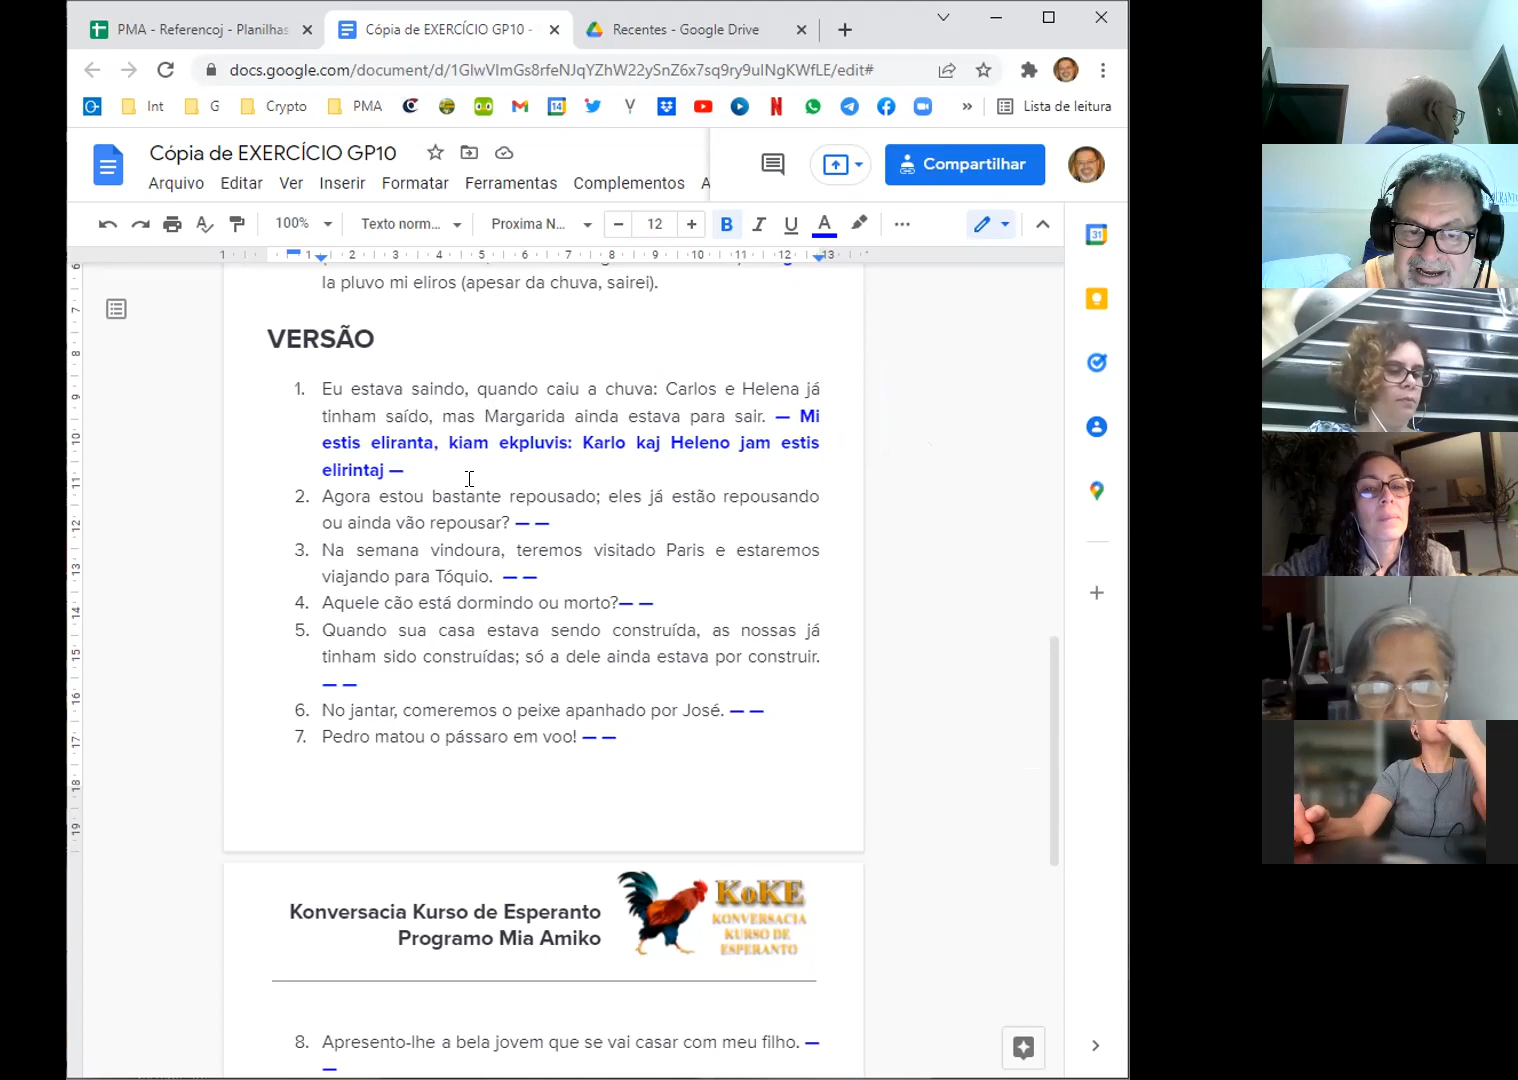 PMA - Referencoj - Planilhas
Cópia de EXERCÍCIO GP10 -
Recentes - Google Drive
docs.google.com/document/d/1GlwVlmGs8rfeNJqYZhW22ySnZ6x7sq9ry9ulNgKWfLE/edit#
Int
G
Crypto
PMA
Lista de leitura
Cópia de EXERCÍCIO GP10
Compartilhar
Arquivo Editar Ver Inserir Formatar Ferramentas Complementos A
100% Texto norm... Proxima N... 12
la pluvo mi eliros (apesar da chuva, sairei).
VERSÃO
1. Eu estava saindo, quando caiu a chuva: Carlos e Helena já
tinham saído, mas Margarida ainda estava para sair. — Mi
estis eliranta, kiam ekpluvis: Karlo kaj Heleno jam estis
elirintaj —
2. Agora estou bastante repousado; eles já estão repousando
ou ainda vão repousar? — —
3. Na semana vindoura, teremos visitado Paris e estaremos
viajando para Tóquio. — —
4. Aquele cão está dormindo ou morto?— —
5. Quando sua casa estava sendo construída, as nossas já
tinham sido construídas; só a dele ainda estava por construir.
— —
6. No jantar, comeremos o peixe apanhado por José. — —
7. Pedro matou o pássaro em voo! — —
Konversacia Kurso de Esperanto
Programo Mia Amiko
KoKE
KONVERSACIA
KURSO DE
ESPERANTO
8. Apresento-lhe a bela jovem que se vai casar com meu filho. —
—